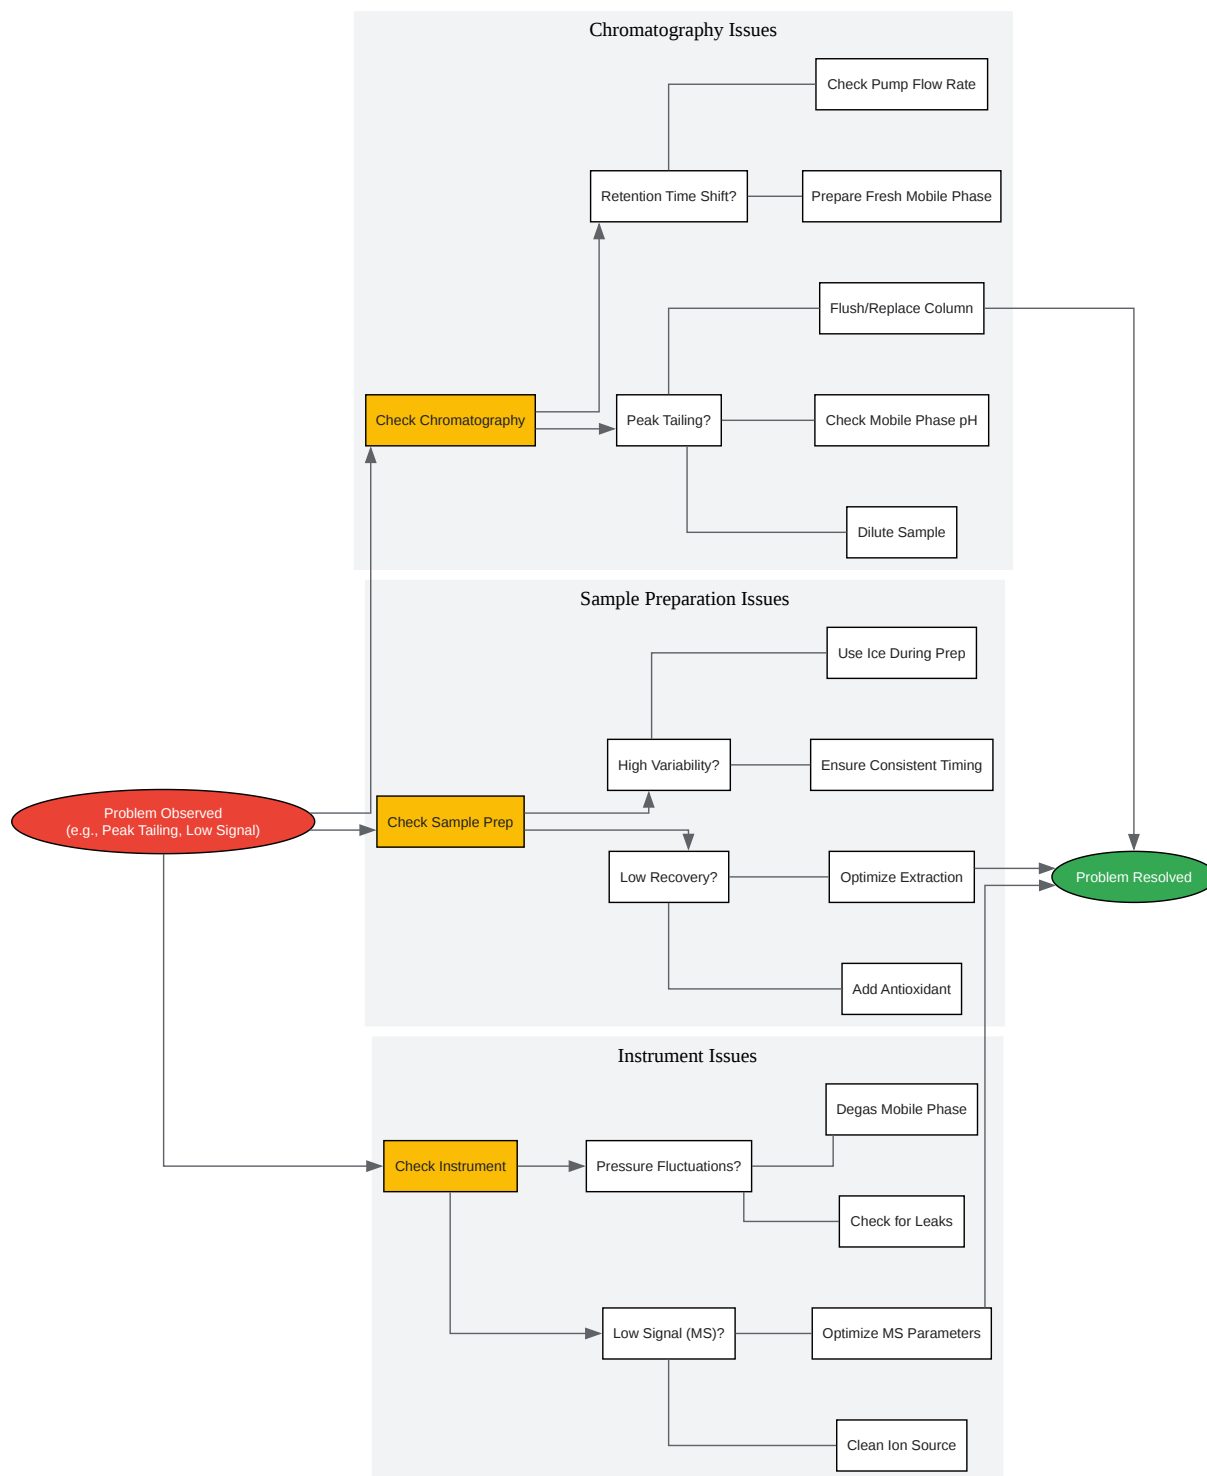 Chromatography Issues
Check Pump Flow Rate
Retention Time Shift?
Prepare Fresh Mobile Phase
Flush/Replace Column
Check Chromatography
Peak Tailing?
Check Mobile Phase pH
Dilute Sample
Sample Preparation Issues
Use Ice During Prep
High Variability?
Ensure Consistent Timing
Problem Observed
(e.g., Peak Tailing, Low Signal)
Check Sample Prep
Low Recovery?
Optimize Extraction
Problem Resolved
Add Antioxidant
Instrument Issues
Degas Mobile Phase
Check Instrument
Pressure Fluctuations?
Check for Leaks
Low Signal (MS)?
Optimize MS Parameters
Clean Ion Source